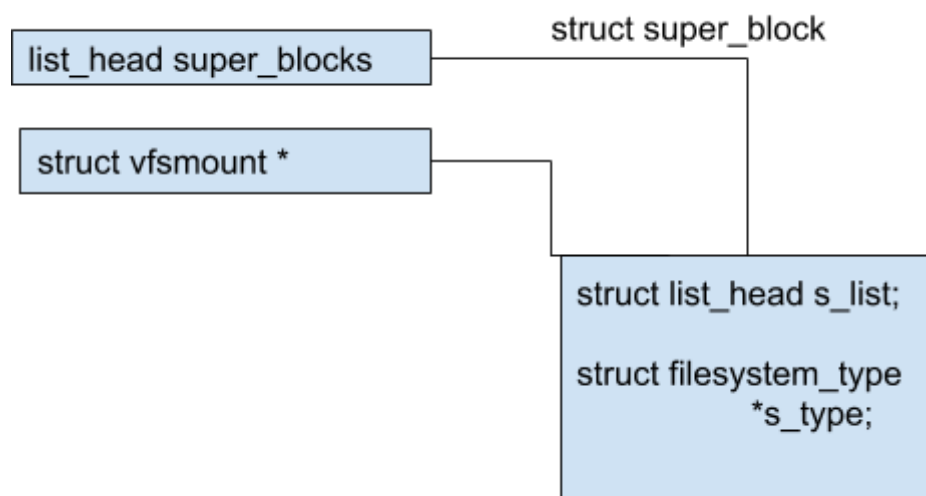 struct super_block
list_head super_blocks
struct vfsmount *
struct list_head s_list;
struct filesystem_type
*s_type;